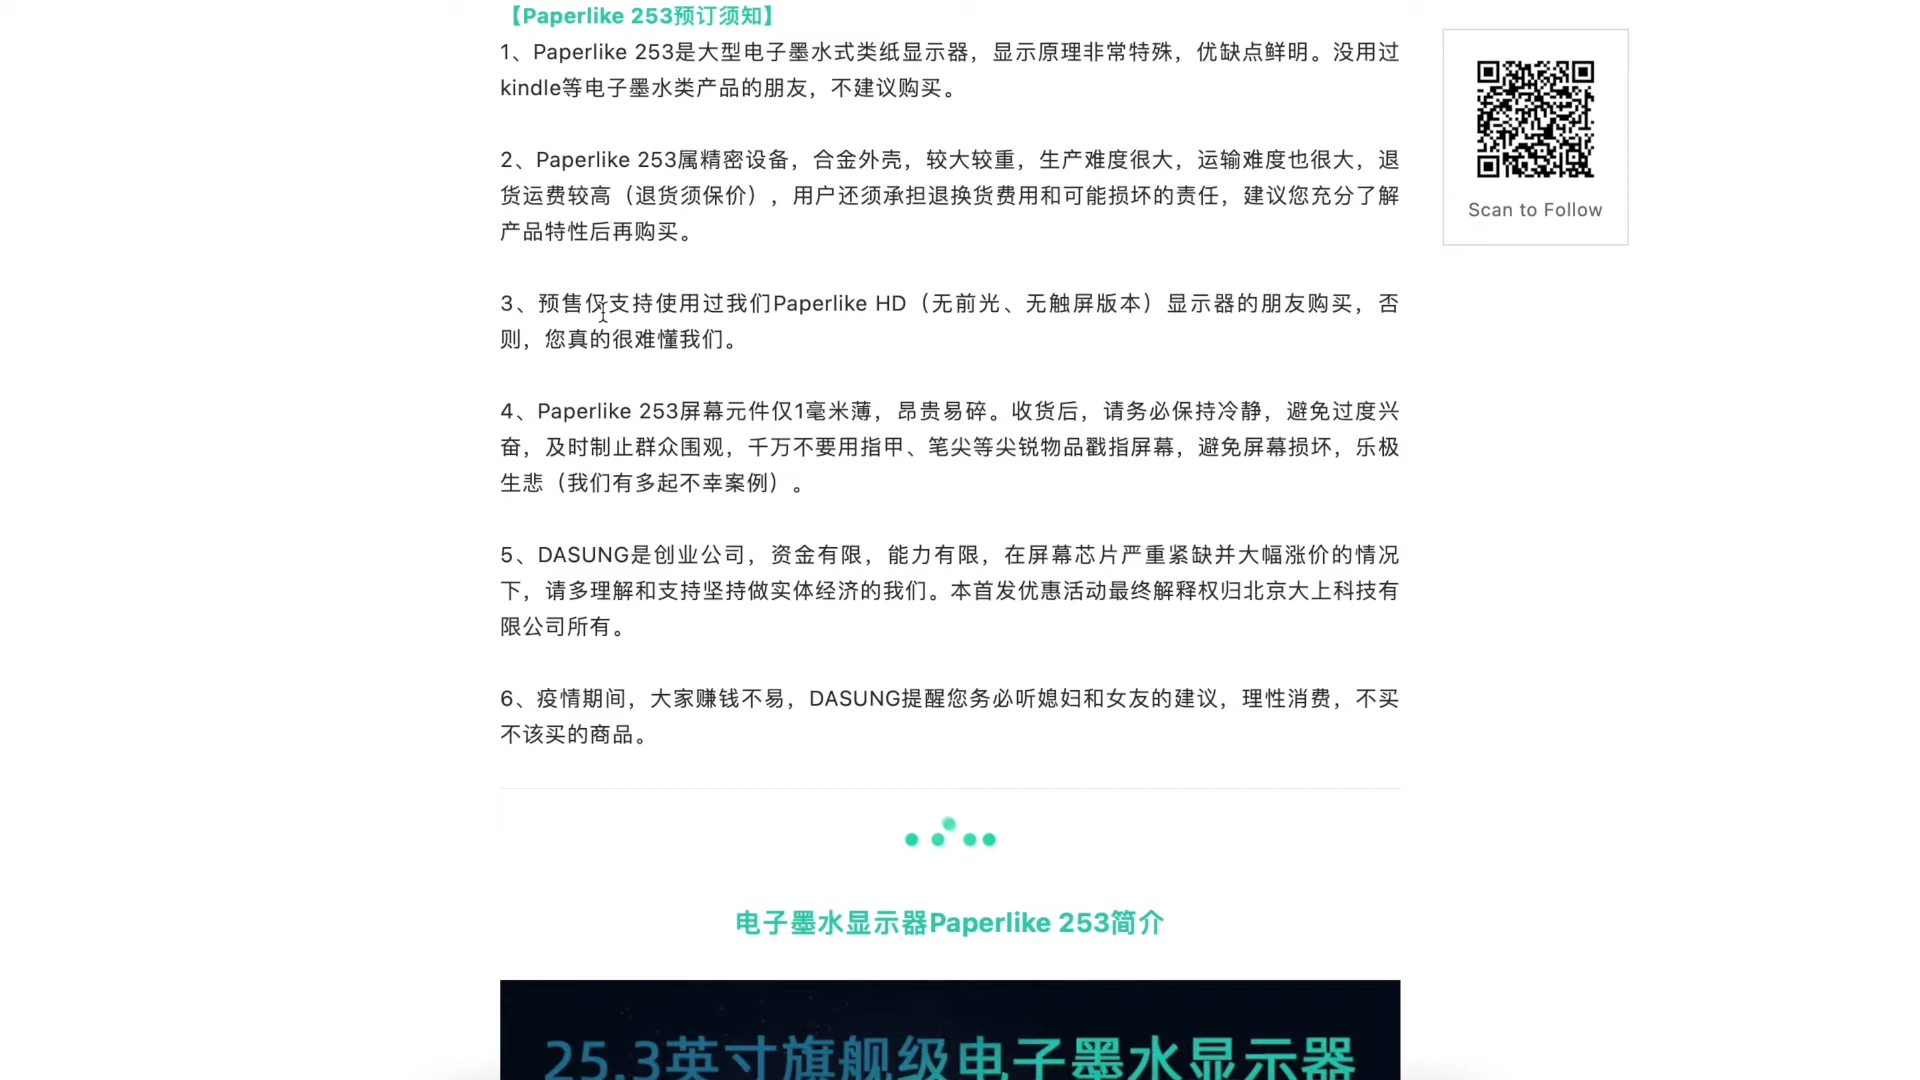 【Paperlike 253预订须知】
1、Paperlike 253是大型电子墨水式类纸显示器，显示原理非常特殊，优缺点鲜明。没用过
kindle等电子墨水类产品的朋友，不建议购买。
2、Paperlike 253属精密设备，合金外壳，较大较重，生产难度很大，运输难度也很大，退
货运费较高（退货须保价），用户还须承担退换货费用和可能损坏的责任，建议您充分了解
产品特性后再购买。
Scan to Follow
3、预售仅支持使用过我们Paperlike HD（无前光、无触屏版本）显示器的朋友购买，否
则，您真的很难懂我们。
4、Paperlike 253屏幕元件仅1毫米薄，昂贵易碎。收货后，请务必保持冷静，避免过度兴
奋，及时制止群众围观，千万不要用指甲、笔尖等尖锐物品戳指屏幕，避免屏幕损坏，乐极
生悲（我们有多起不幸案例）。
5、DASUNG是创业公司，资金有限，能力有限，在屏幕芯片严重紧缺并大幅涨价的情况
下，请多理解和支持坚持做实体经济的我们。本首发优惠活动最终解释权归北京大上科技有
限公司所有。
6、疫情期间，大家赚钱不易，DASUNG提醒您务必听媳妇和女友的建议，理性消费，不买
不该买的商品。
电子墨水显示器Paperlike 253简介
25.3英寸旗舰级电子墨水显示器